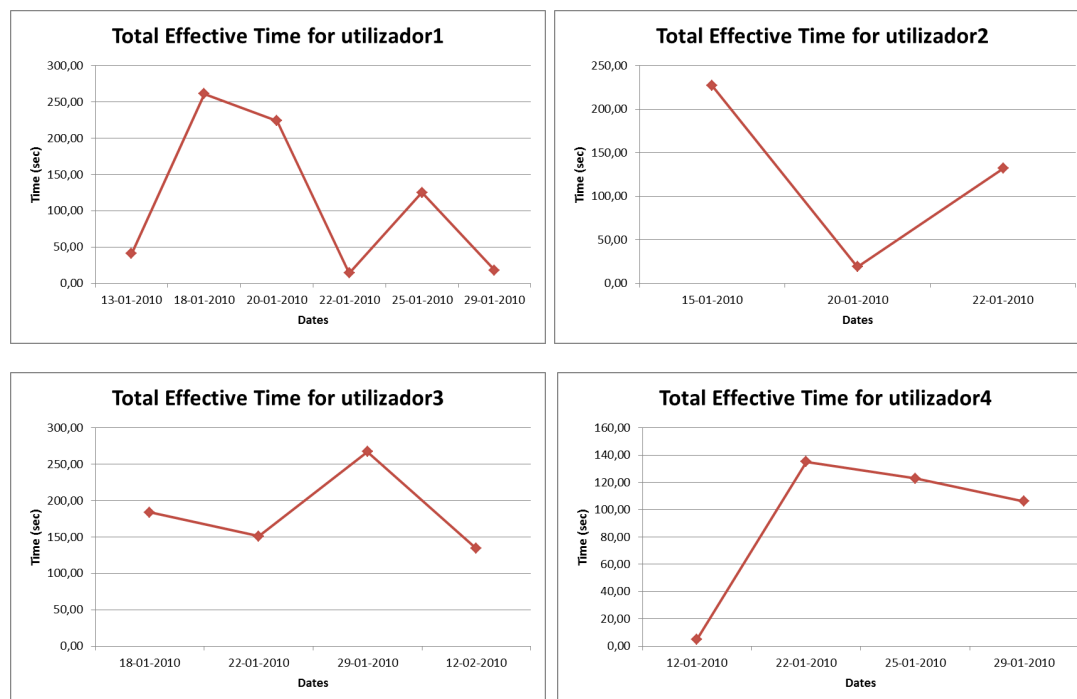 Total Effective Time for utilizador1
300,00
250,00
200,00
150,00
100,00
50,00
0,00
Time (sec)
13-01-2010 18-01-2010 20-01-2010 22-01-2010 25-01-2010 29-01-2010
Dates
Total Effective Time for utilizador2
250,00
200,00
150,00
100,00
50,00
0,00
Time (sec)
15-01-2010 20-01-2010 22-01-2010
Dates
Total Effective Time for utilizador3
300,00
250,00
200,00
150,00
100,00
50,00
0,00
Time (sec)
18-01-2010 22-01-2010 29-01-2010 12-02-2010
Dates
Total Effective Time for utilizador4
160,00
140,00
120,00
100,00
80,00
60,00
40,00
20,00
0,00
Time (sec)
12-01-2010 22-01-2010 25-01-2010 29-01-2010
Dates